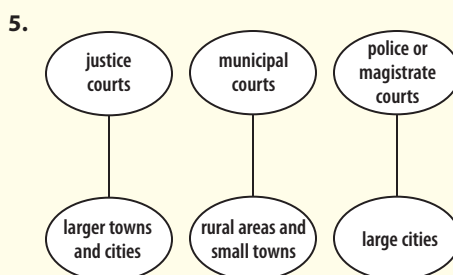 5.
justice
courts
municipal
courts
police or
magistrate
courts
larger towns
and cities
rural areas and
small towns
large cities